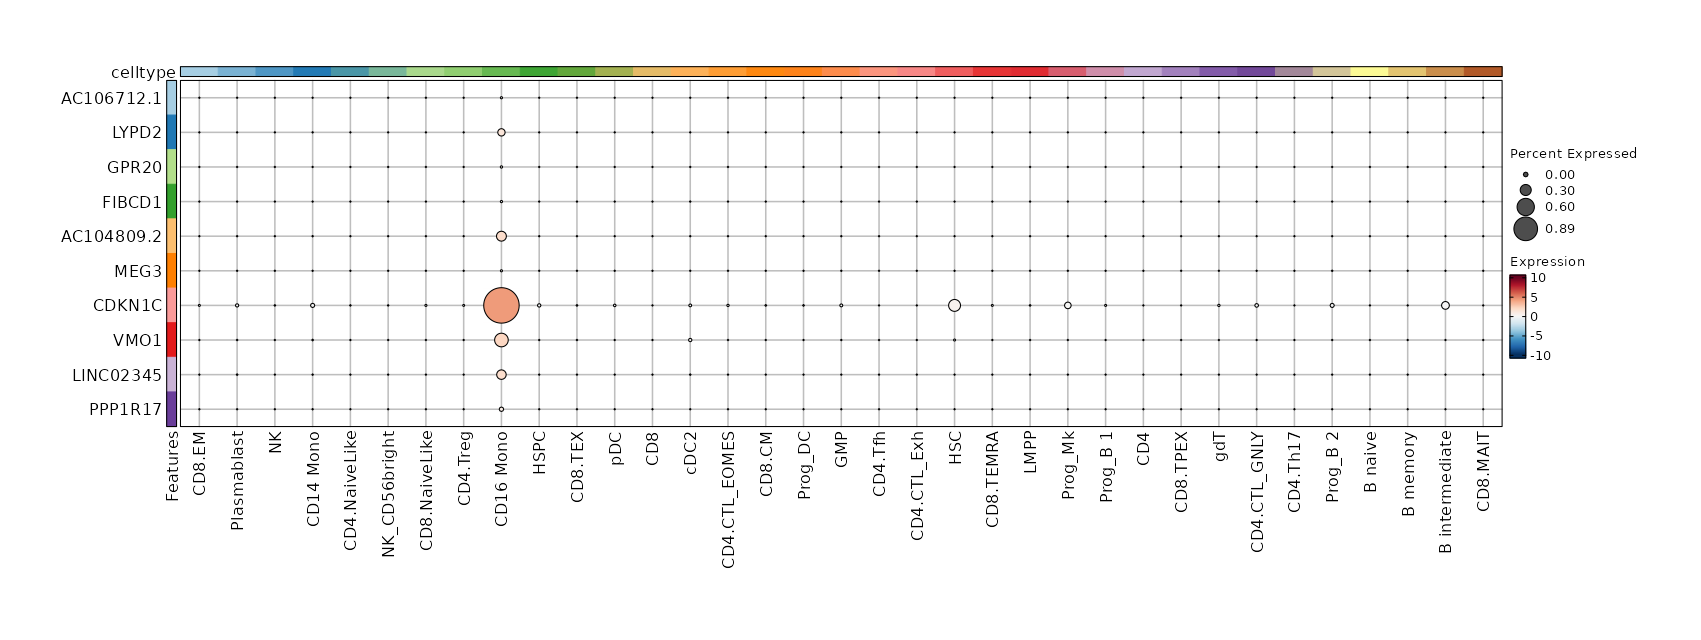 celltype
AC106712.1
LYPD2
GPR20
FIBCD1
AC104809.2
MEG3
CDKN1C
VMO1
LINC02345
PPP1R17
Features
CD8.EM
Plasmablast
NK
CD14 Mono
CD4.NaiveLike
NK_CD56bright
CD8.NaiveLike
CD4.Treg
CD16 Mono
HSPC
CD8.TEX
pDC
CD8
cDC2
CD4.CTL_EOMES
CD8.CM
Prog_DC
GMP
CD4.Tfh
CD4.CTL_Exh
HSC
CD8.TEMRA
LMPP
Prog_Mk
Prog_B 1
CD4
CD8.TPEX
gdT
CD4.CTL_GNLY
CD4.Th17
Prog_B 2
B naive
B memory
B intermediate
CD8.MAIT
Percent Expressed
0.00
0.30
0.60
0.89
Expression
10
5
0
-5
-10